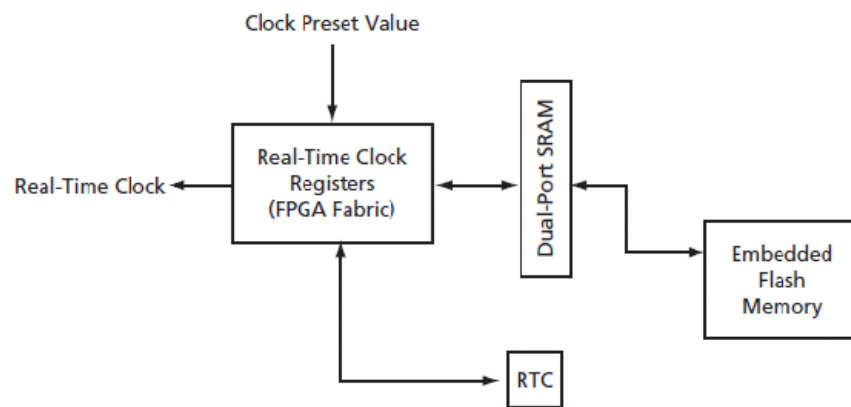 Clock Preset Value
Real-Time Clock
Real-Time Clock
Registers
(FPGA Fabric)
Dual-Port SRAM
Embedded
Flash
Memory
RTC